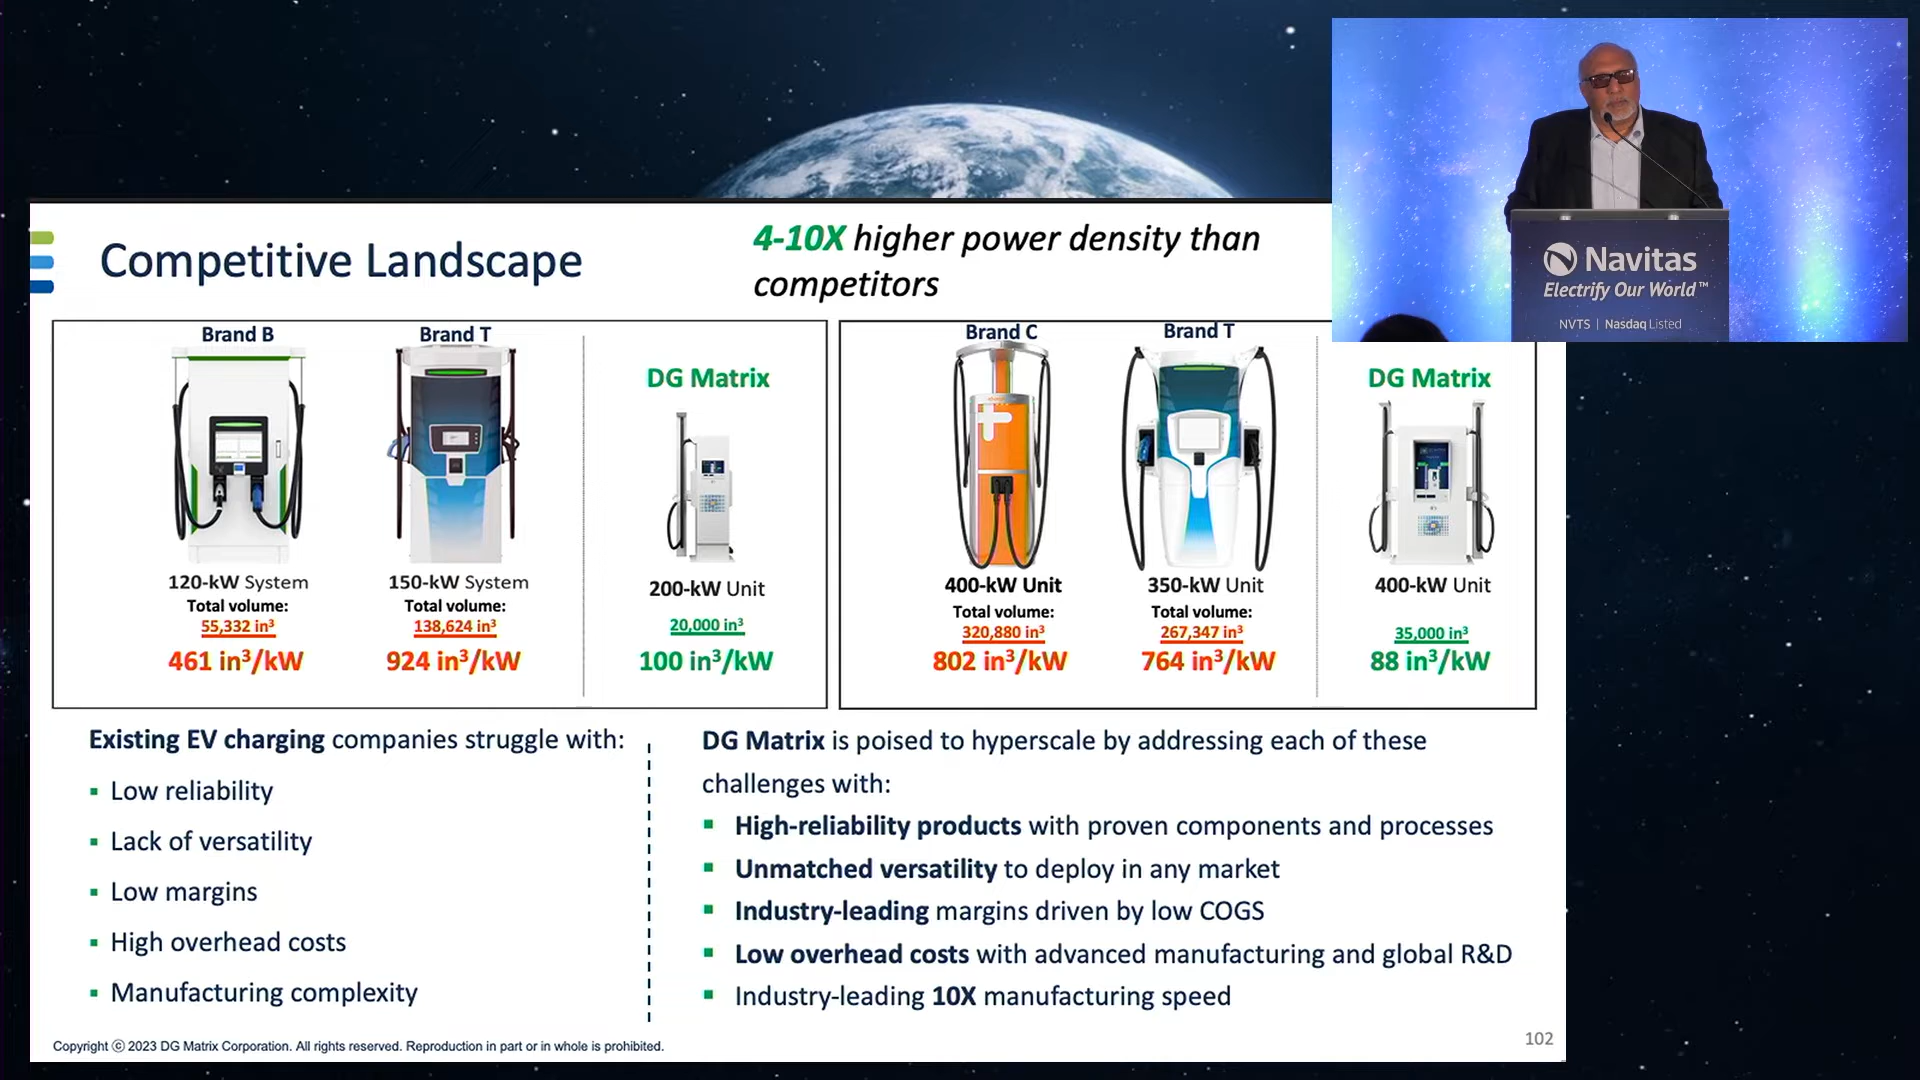 Competitive Landscape
4-10X higher power density than
competitors
Brand B
Brand T
DG Matrix
120-kW System
150-kW System
200-kW Unit
Total volume:
Total volume:
55,332 in³
138,624 in³
20,000 in³
461 in³/kW
924 in³/kW
100 in³/kW
Brand C
Brand T
DG Matrix
400-kW Unit
350-kW Unit
400-kW Unit
Total volume:
Total volume:
320,880 in³
267,347 in³
35,000 in³
802 in³/kW
764 in³/kW
88 in³/kW
Existing EV charging companies struggle with:
▪ Low reliability
▪ Lack of versatility
▪ Low margins
▪ High overhead costs
▪ Manufacturing complexity
DG Matrix is poised to hyperscale by addressing each of these
challenges with:
▪ High-reliability products with proven components and processes
▪ Unmatched versatility to deploy in any market
▪ Industry-leading margins driven by low COGS
▪ Low overhead costs with advanced manufacturing and global R&D
▪ Industry-leading 10X manufacturing speed
Copyright ⓒ 2023 DG Matrix Corporation. All rights reserved. Reproduction in part or in whole is prohibited.
102
Navitas
Electrify Our World™
NVTS | Nasdaq Listed